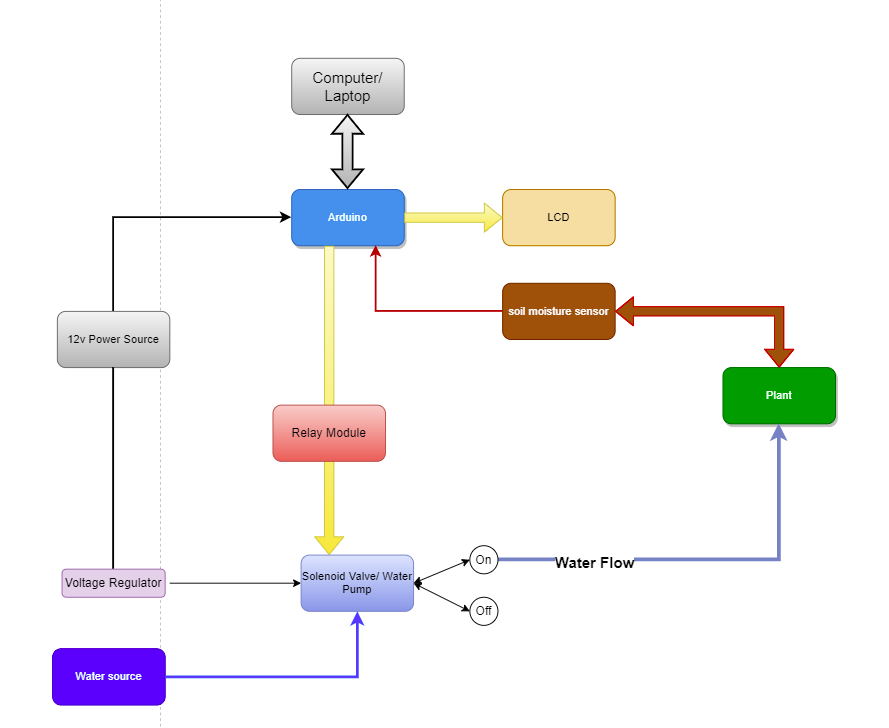 Computer/
Laptop
Arduino
LCD
soil moisture sensor
12v Power Source
Plant
Relay Module
On
Water Flow
Voltage Regulator
Solenoid Valve/ Water
Pump
Off
Water source